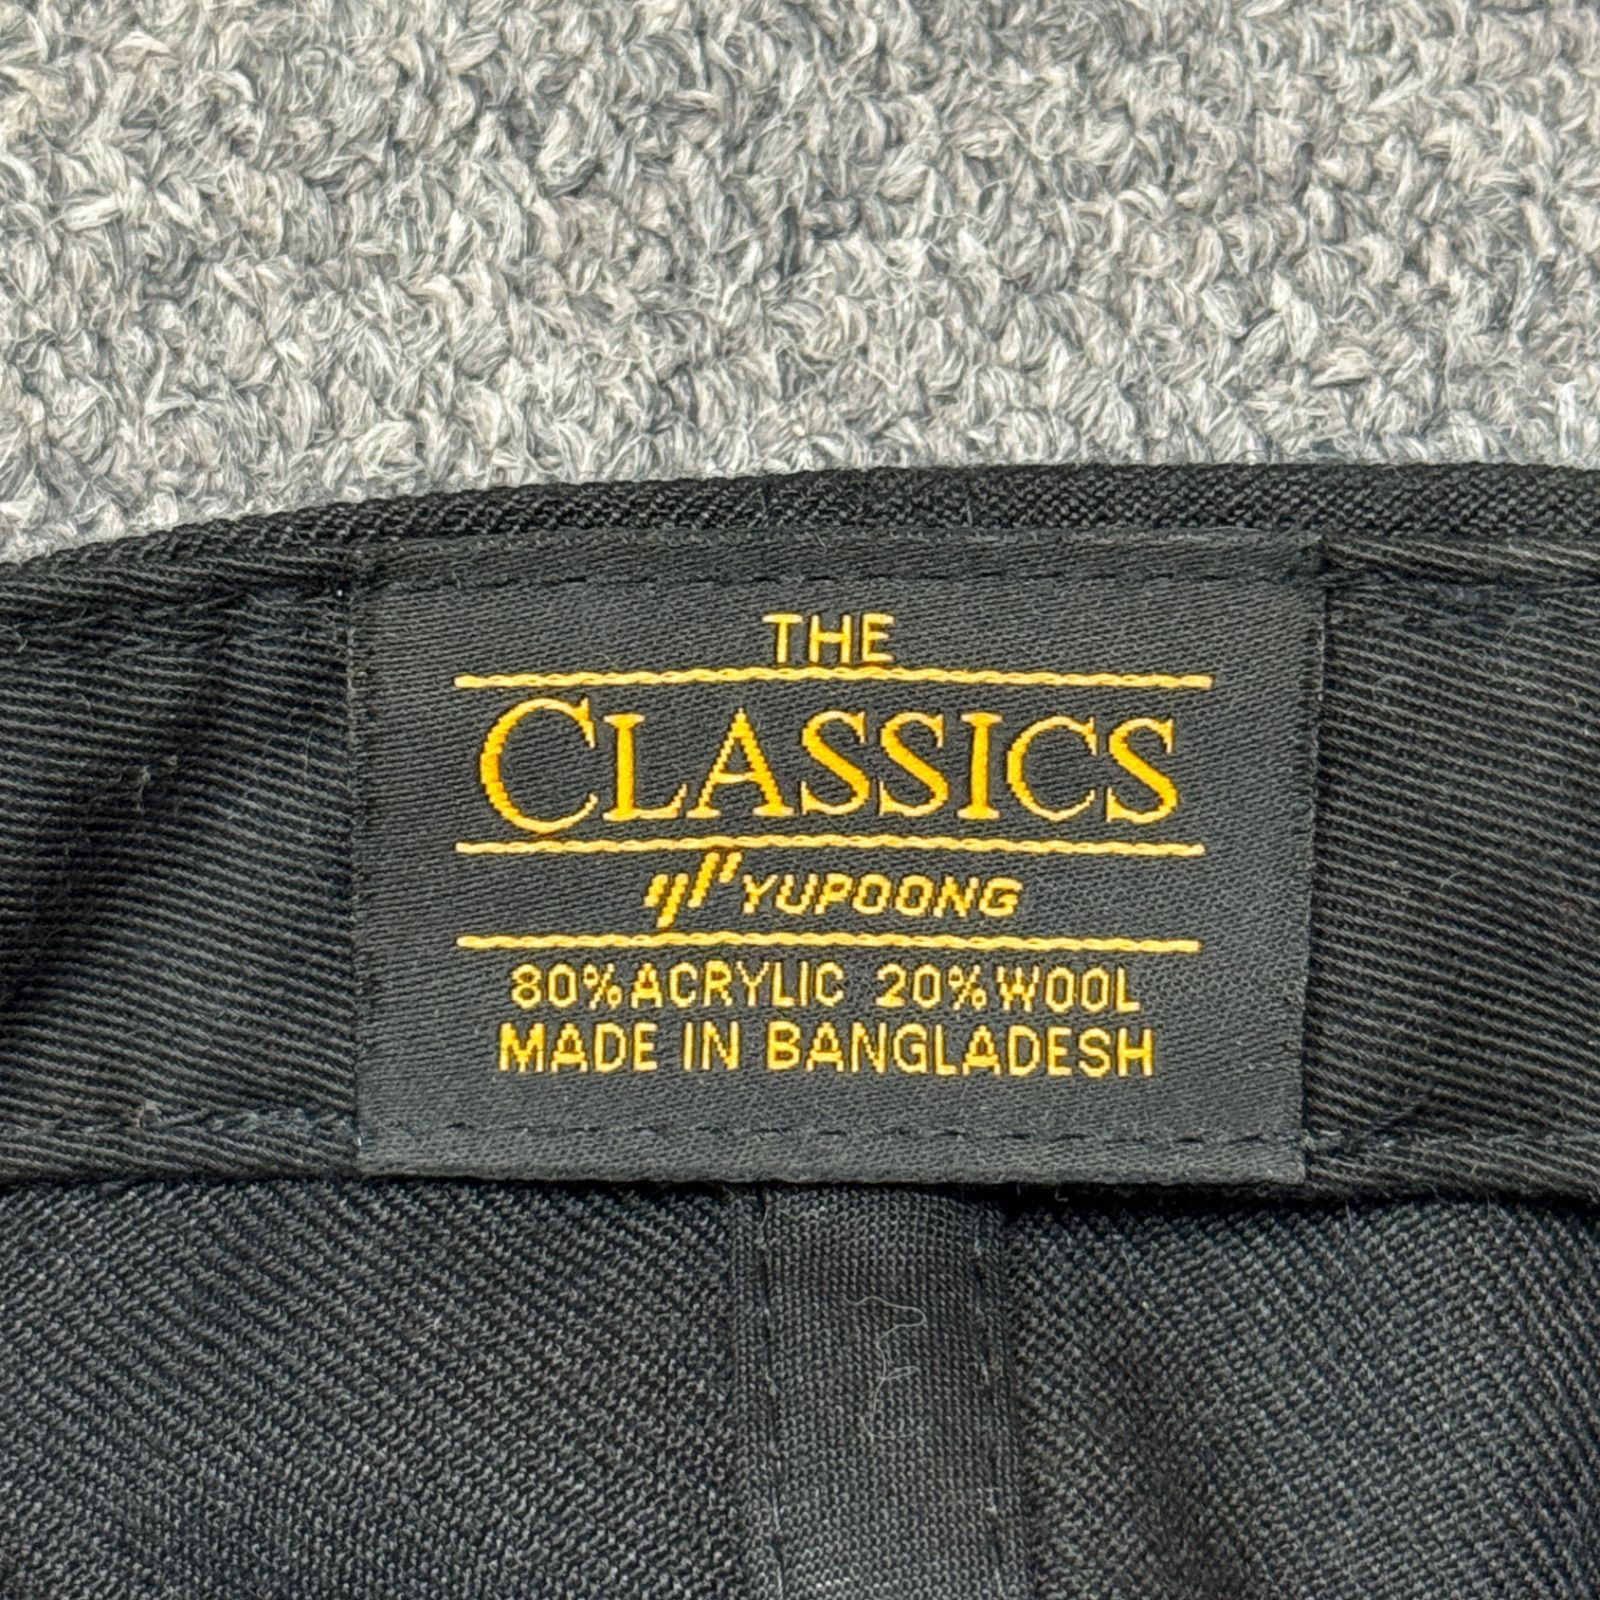 THE
CLASSICS
YUPOONG
80% ACRYLIC 20% WOOL
MADE IN BANGLADESH